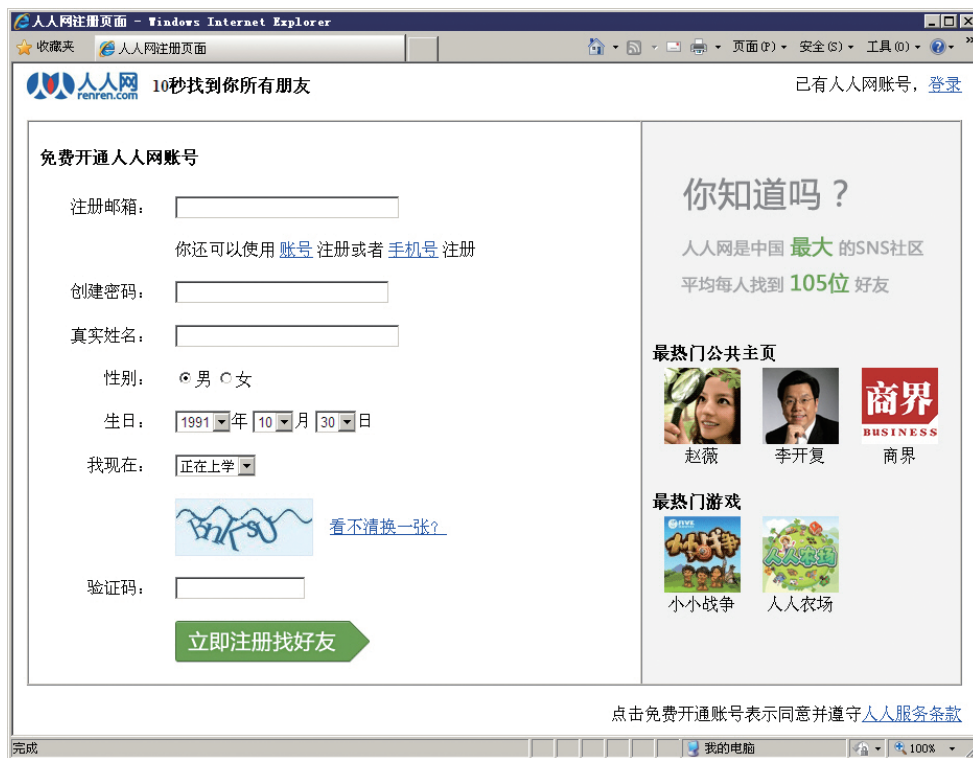 人人网注册页面 - Windows Internet Explorer
收藏夹 人人网注册页面 页面(P) 安全(S) 工具(O)
人人网 renren.com 10秒找到你所有朋友 已有人人网账号，登录
免费开通人人网账号
注册邮箱：
你还可以使用 账号 注册或者 手机号 注册
创建密码：
真实姓名：
性别： 男 女
生日： 1991 年 10 月 30 日
我现在： 正在上学
BnKsU 看不清换一张?
验证码：
立即注册找好友
你知道吗？
人人网是中国 最大 的SNS社区
平均每人找到 105位 好友
最热门公共主页
商界 BUSINESS
赵薇 李开复 商界
最热门游戏
FIVE 小小战争 人人农场
小小战争 人人农场
点击免费开通账号表示同意并遵守人人服务条款
完成 我的电脑 100%